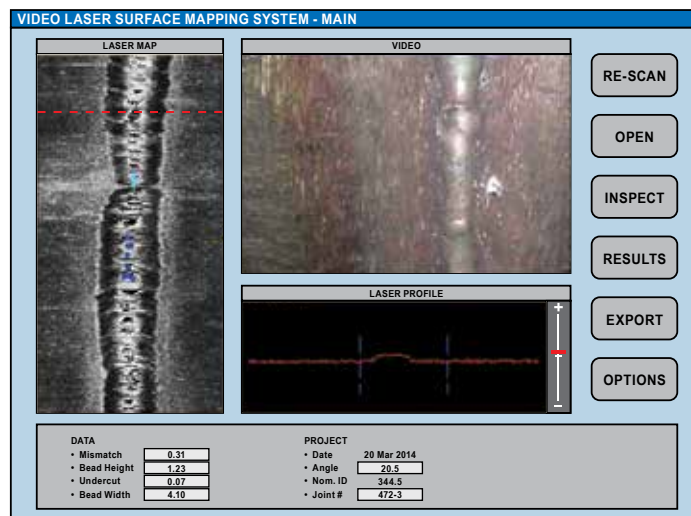 VIDEO LASER SURFACE MAPPING SYSTEM - MAIN
LASER MAP
VIDEO
RE-SCAN
OPEN
INSPECT
RESULTS
LASER PROFILE
+
−
EXPORT
OPTIONS
DATA
• Mismatch 0.31
• Bead Height 1.23
• Undercut 0.07
• Bead Width 4.10
PROJECT
• Date 20 Mar 2014
• Angle 20.5
• Nom. ID 344.5
• Joint # 472-3